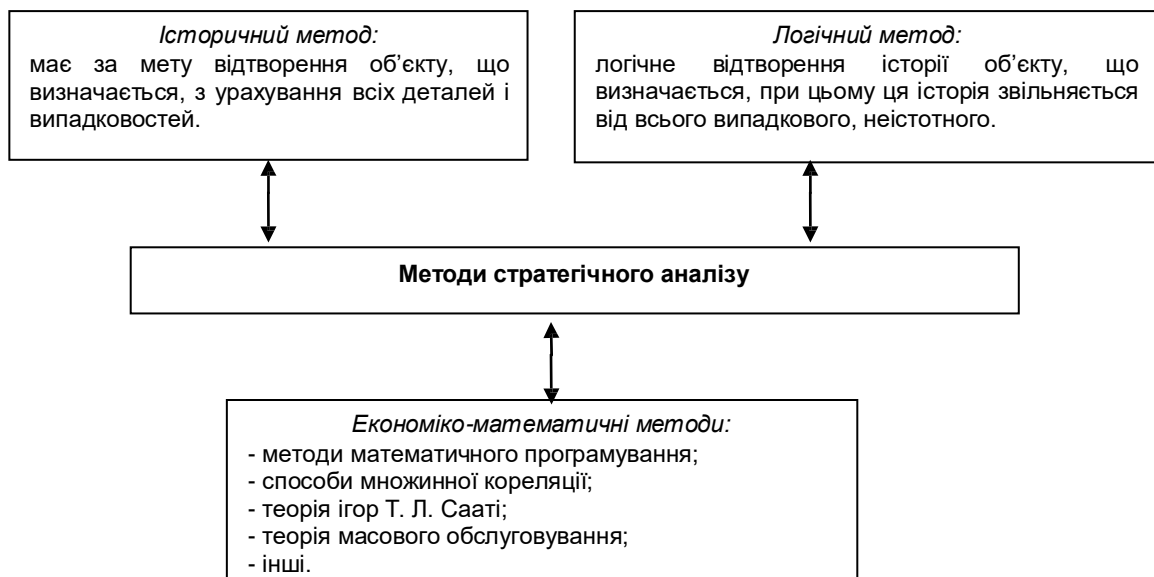 Історичний метод:
має за мету відтворення об’єкту, що
визначається, з урахування всіх деталей і
випадковостей.
Логічний метод:
логічне відтворення історії об’єкту, що
визначається, при цьому ця історія звільняється
від всього випадкового, неістотного.
Методи стратегічного аналізу
Економіко-математичні методи:
- методи математичного програмування;
- способи множинної кореляції;
- теорія ігор Т. Л. Сааті;
- теорія масового обслуговування;
- інші.